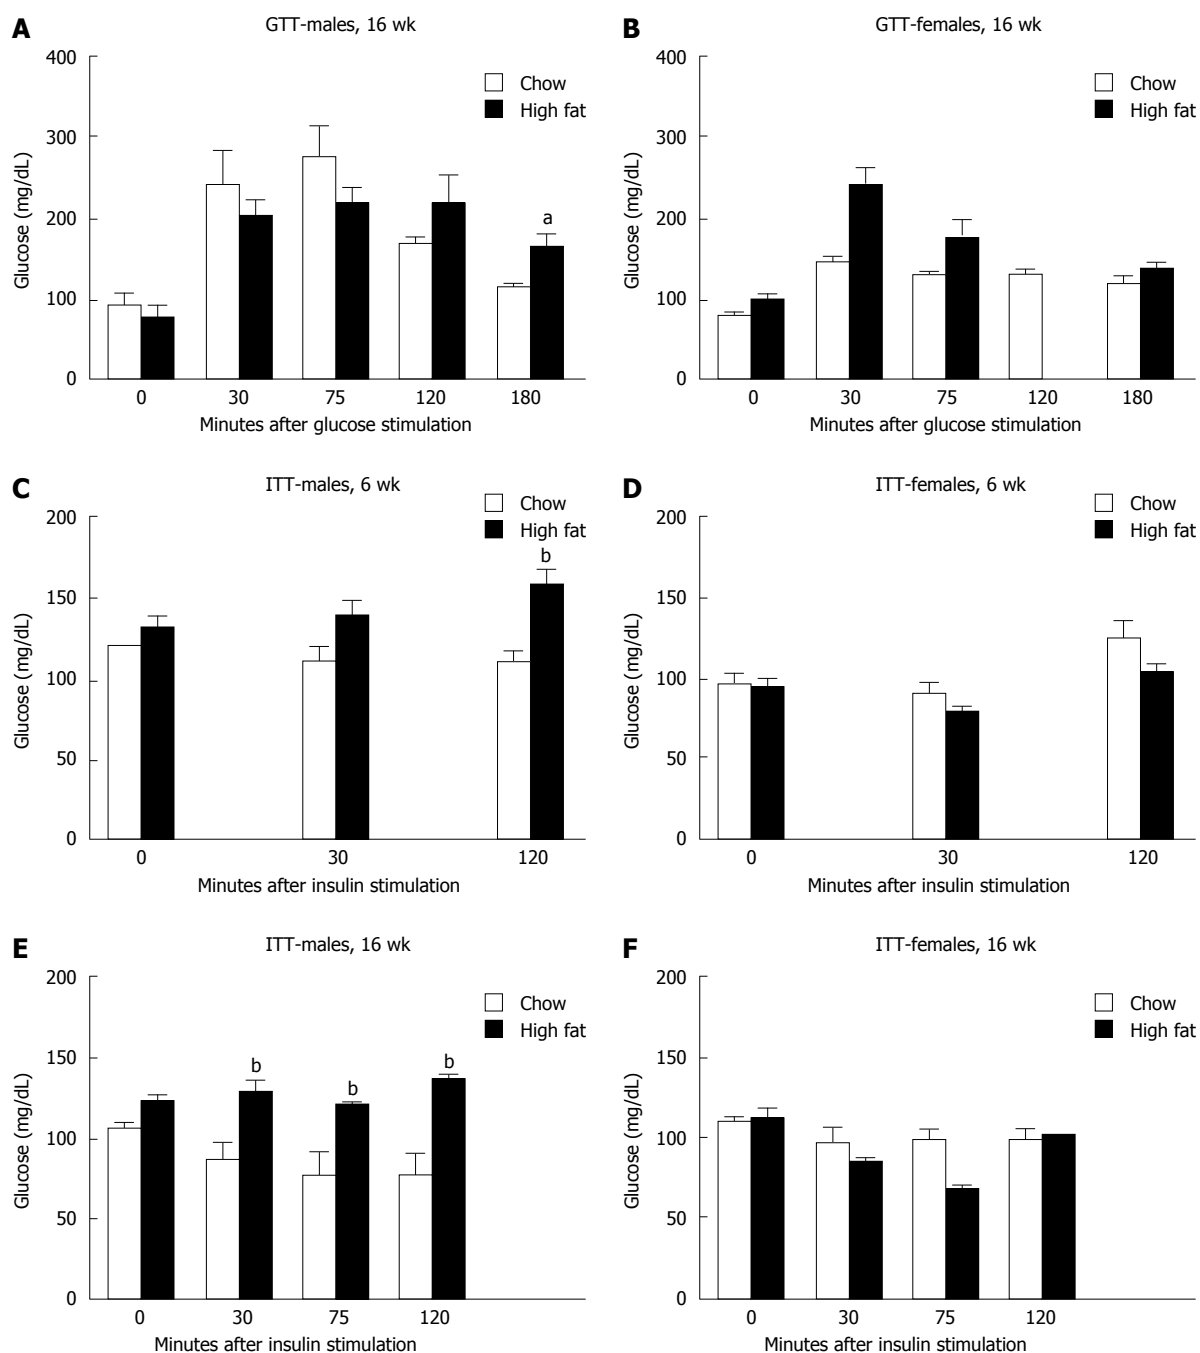 A
GTT-males, 16 wk
400
300
200
100
0
Glucose (mg/dL)
Chow
High fat
a
0 30 75 120 180
Minutes after glucose stimulation
B
GTT-females, 16 wk
400
300
200
100
0
Glucose (mg/dL)
Chow
High fat
0 30 75 120 180
Minutes after glucose stimulation
C
ITT-males, 6 wk
200
150
100
50
0
Glucose (mg/dL)
Chow
High fat
b
0 30 120
Minutes after insulin stimulation
D
ITT-females, 6 wk
200
150
100
50
0
Glucose (mg/dL)
Chow
High fat
0 30 120
Minutes after insulin stimulation
E
ITT-males, 16 wk
200
150
100
50
0
Glucose (mg/dL)
Chow
High fat
b b b
0 30 75 120
Minutes after insulin stimulation
F
ITT-females, 16 wk
200
150
100
50
0
Glucose (mg/dL)
Chow
High fat
0 30 75 120
Minutes after insulin stimulation